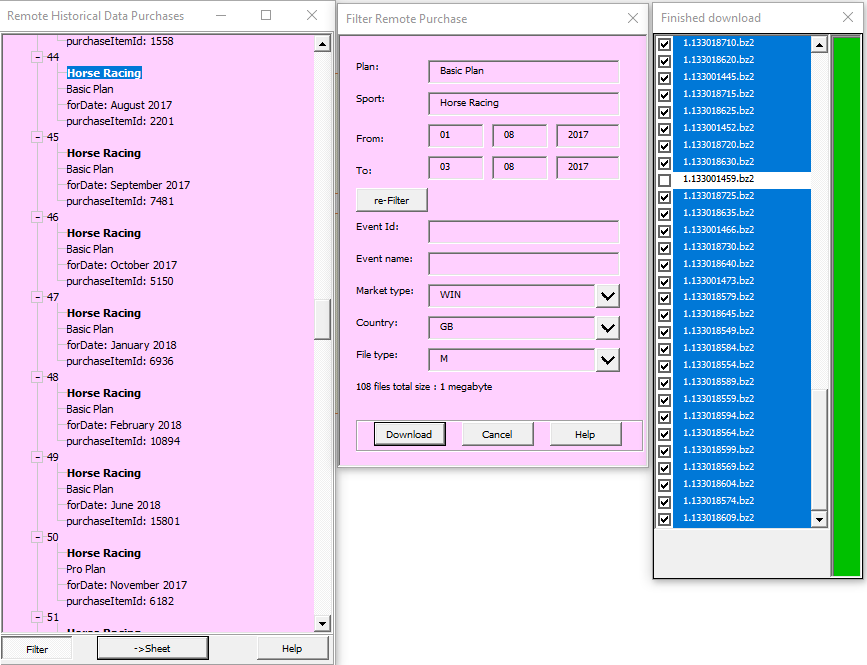 Remote Historical Data Purchases
purchaseItemId: 1558
44
Horse Racing
Basic Plan
forDate: August 2017
purchaseItemId: 2201
45
Horse Racing
Basic Plan
forDate: September 2017
purchaseItemId: 7481
46
Horse Racing
Basic Plan
forDate: October 2017
purchaseItemId: 5150
47
Horse Racing
Basic Plan
forDate: January 2018
purchaseItemId: 6936
48
Horse Racing
Basic Plan
forDate: February 2018
purchaseItemId: 10894
49
Horse Racing
Basic Plan
forDate: June 2018
purchaseItemId: 15801
50
Horse Racing
Pro Plan
forDate: November 2017
purchaseItemId: 6182
51
Horse Racing
Filter ->Sheet Help
Filter Remote Purchase
Plan: Basic Plan
Sport: Horse Racing
From: 01 08 2017
To: 03 08 2017
re-Filter
Event Id:
Event name:
Market type: WIN
Country: GB
File type: M
108 files total size : 1 megabyte
Download Cancel Help
Finished download
1.133018710.bz2
1.133018620.bz2
1.133001445.bz2
1.133018715.bz2
1.133018625.bz2
1.133001452.bz2
1.133018720.bz2
1.133018630.bz2
1.133001459.bz2
1.133018725.bz2
1.133018635.bz2
1.133001466.bz2
1.133018730.bz2
1.133018640.bz2
1.133001473.bz2
1.133018579.bz2
1.133018645.bz2
1.133018549.bz2
1.133018584.bz2
1.133018554.bz2
1.133018589.bz2
1.133018559.bz2
1.133018594.bz2
1.133018564.bz2
1.133018599.bz2
1.133018569.bz2
1.133018604.bz2
1.133018574.bz2
1.133018609.bz2